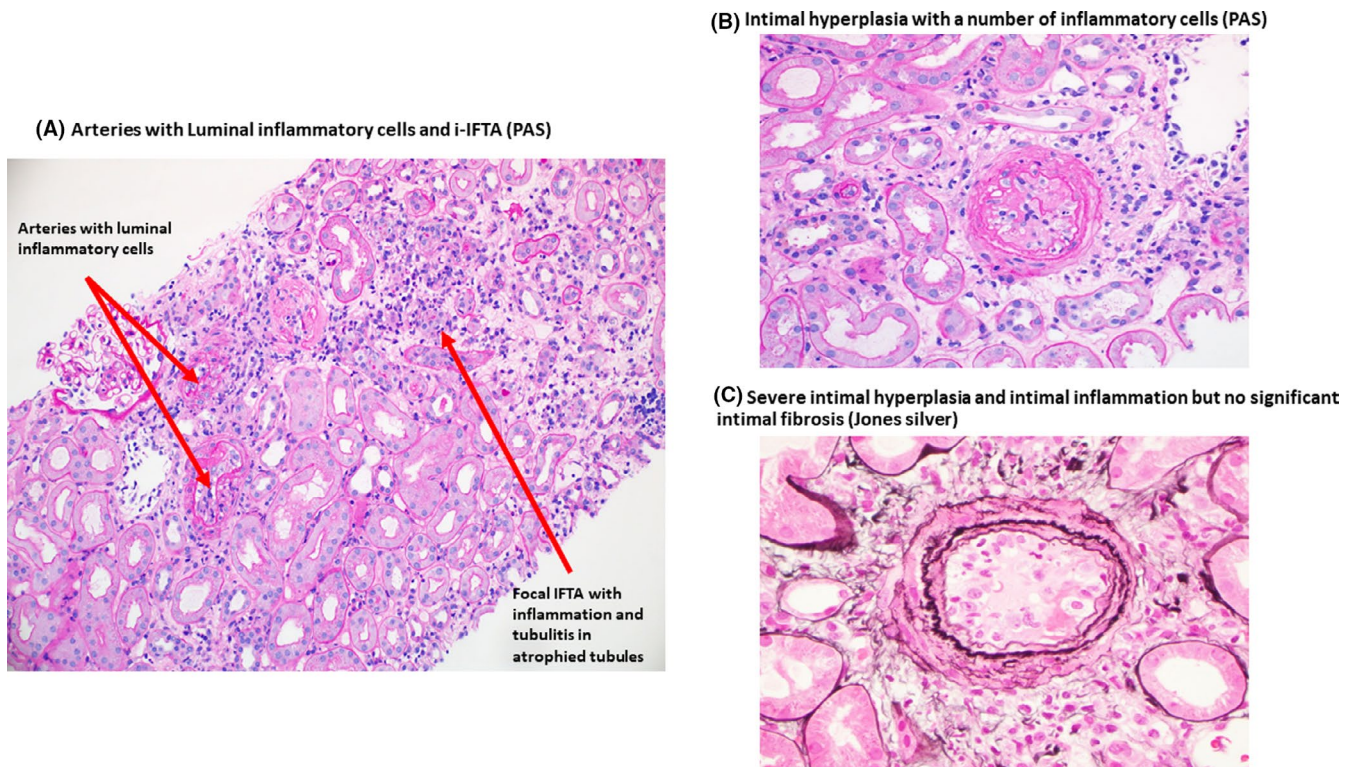 (A) Arteries with Luminal inflammatory cells and i-IFTA (PAS)
Arteries with luminal
inflammatory cells
Focal IFTA with
inflammation and
tubulitis in
atrophied tubules
(B) Intimal hyperplasia with a number of inflammatory cells (PAS)
(C) Severe intimal hyperplasia and intimal inflammation but no significant
intimal fibrosis (Jones silver)